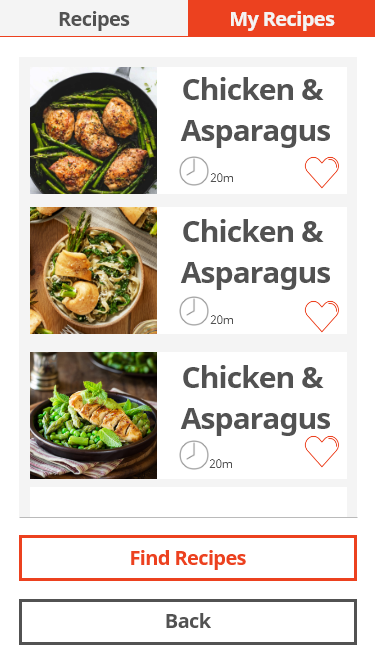 Recipes
My Recipes
Chicken &
Asparagus
20m
Chicken &
Asparagus
20m
Chicken &
Asparagus
20m
Find Recipes
Back